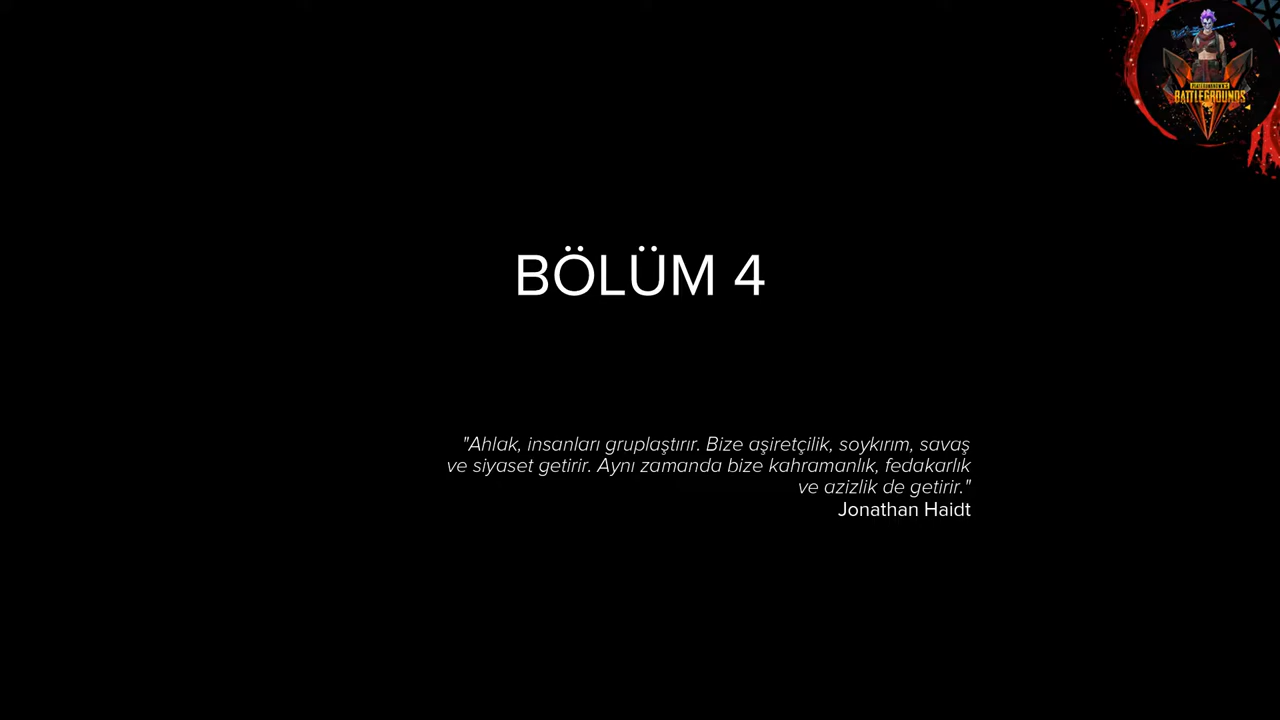 PLAYERUNKNOWN'S
BATTLEGROUNDS
BÖLÜM 4
"Ahlak, insanları gruplaştırır. Bize aşiretçilik, soykırım, savaş
ve siyaset getirir. Aynı zamanda bize kahramanlık, fedakarlık
ve azizlik de getirir."
Jonathan Haidt